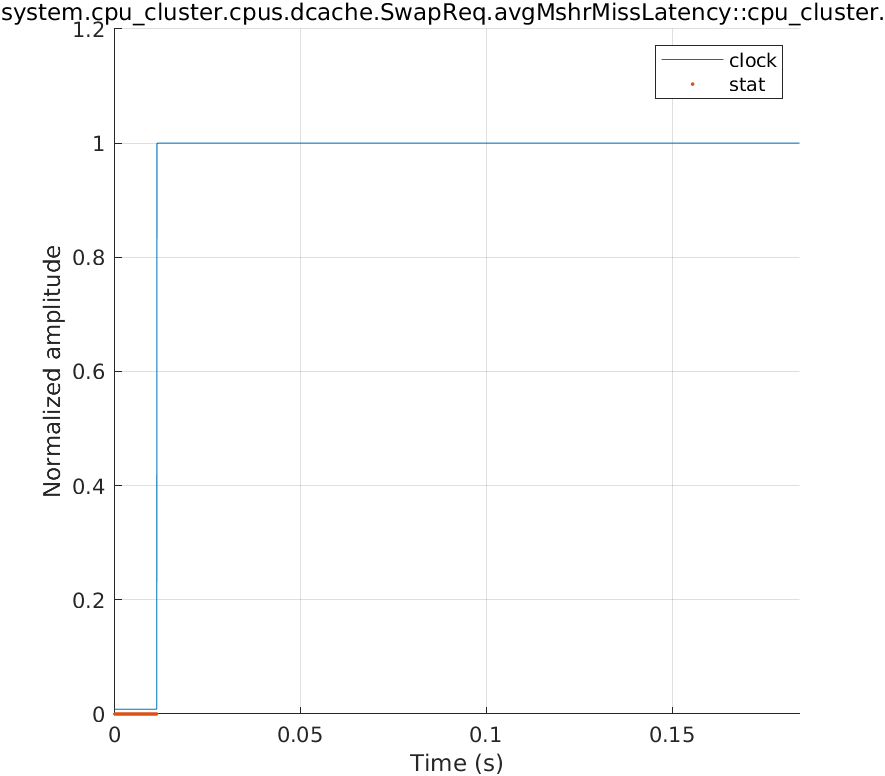 system.cpu_cluster.cpus.dcache.SwapReq.avgMshrMissLatency::cpu_cluster.
1.2
clock
stat
1
0.8
0.6
0.4
0.2
0
Normalized amplitude
0
0.05
0.1
0.15
Time (s)